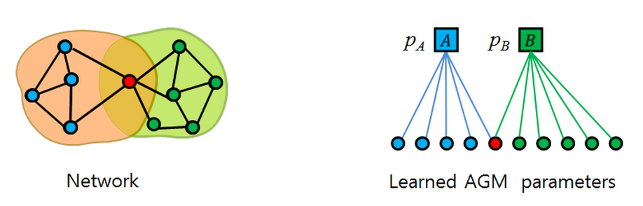 p_A A p_B B
Network
Learned AGM parameters